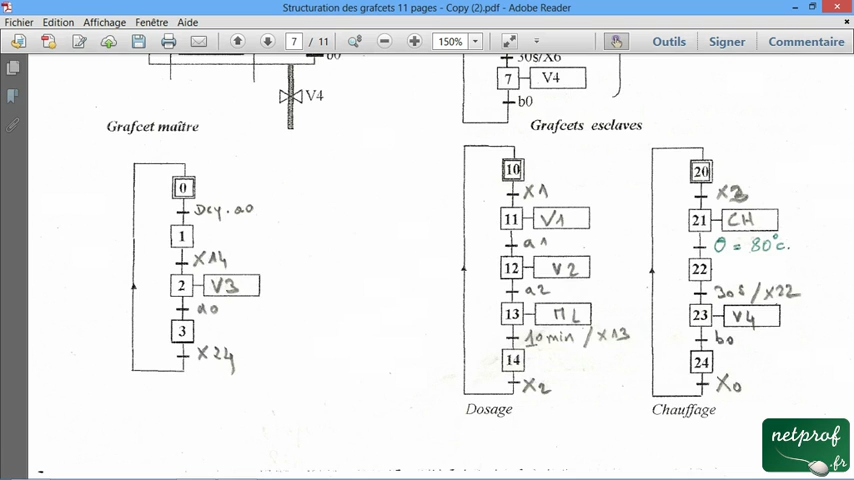 Structuration des grafcets 11 pages - Copy (2).pdf - Adobe Reader
Fichier Edition Affichage Fenêtre Aide
7 / 11 150% Outils Signer Commentaire
b0
V4
30s/X6
7 V4
b0
Grafcet maître
Grafcets esclaves
0
Dcy. a0
1
X14
2 V3
a0
3
X24
10
X1
11 V1
a1
12 V2
a2
13 ML
10min / X13
14
X2
Dosage
20
21 CH
θ = 80°c.
22
30s / X22
23 V4
b0
24
X0
Chauffage
netprof
.fr